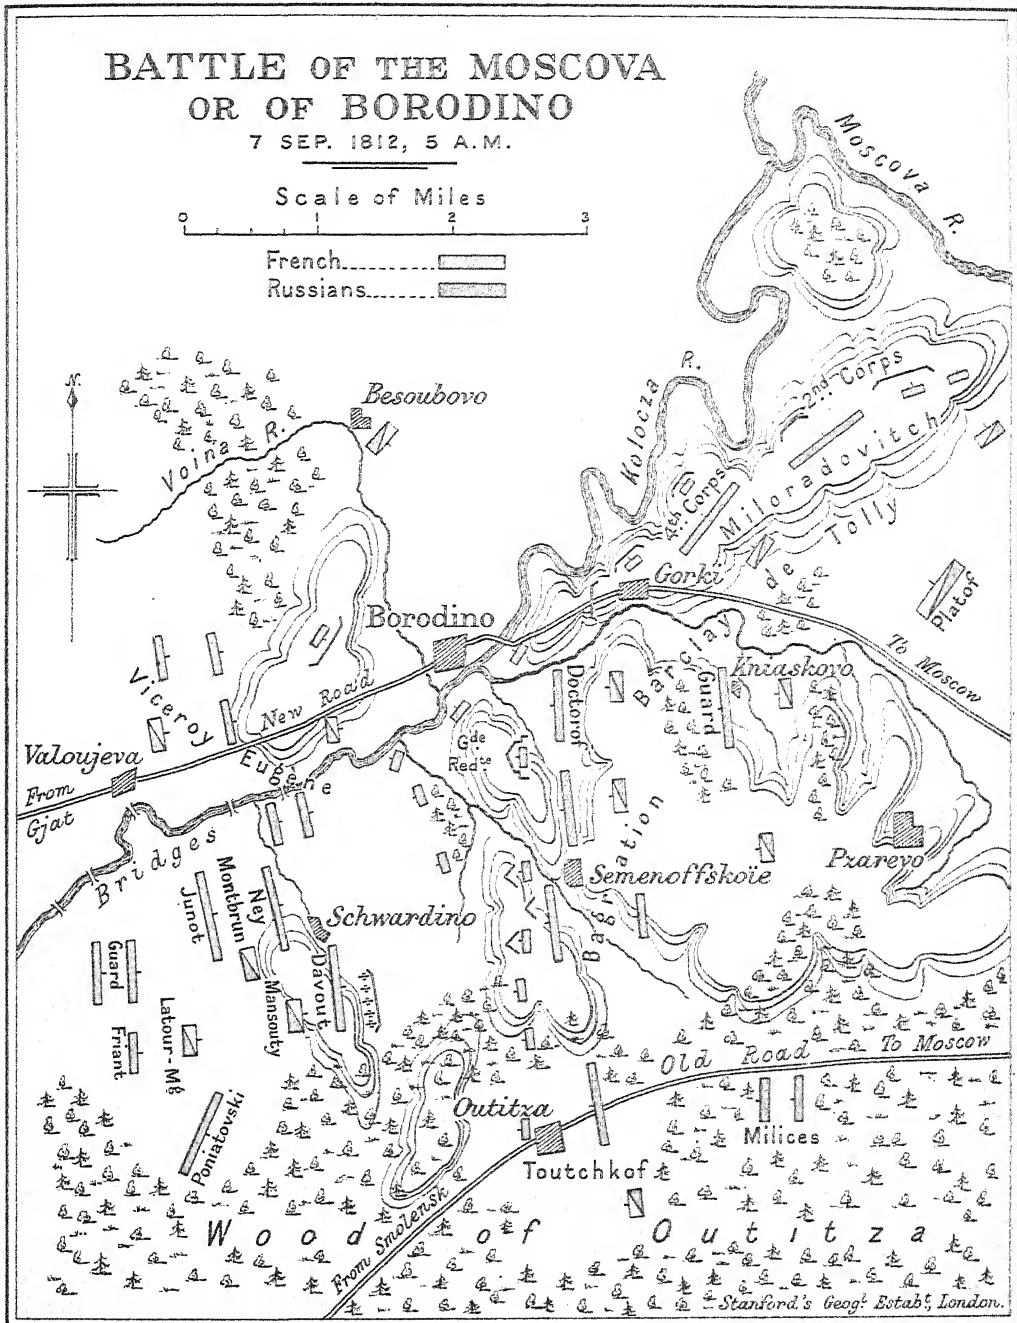 BATTLE OF THE MOSCOVA
OR OF BORODINO
7 SEP. 1812, 5 A.M.
Scale of Miles
0 1 2 3
French
Russians
Moscova R.
N.
Besoubovo
Voina R.
Kolocza R.
2nd Corps
4th Corps
Miloradovitch
Barclay de Tolly
Platof
Gorki
Borodino
To Moscow
Kniaskovo
Viceroy Eugène
New Road
Doctorof
Guard
Valoujeva
From Gjat
Gde Redte
Bridges
Bagration
Semenoffskoïe
Pzarevo
Junot
Montbrun
Ney
Schwardino
Guard
Davout
Mansouty
Friant
Latour-Mg
Poniatovski
Old Road
To Moscow
Outitza
Milices
Toutchkof
From Smolensk
Wood of Outitza
Stanford's Geogl. Estabt., London.